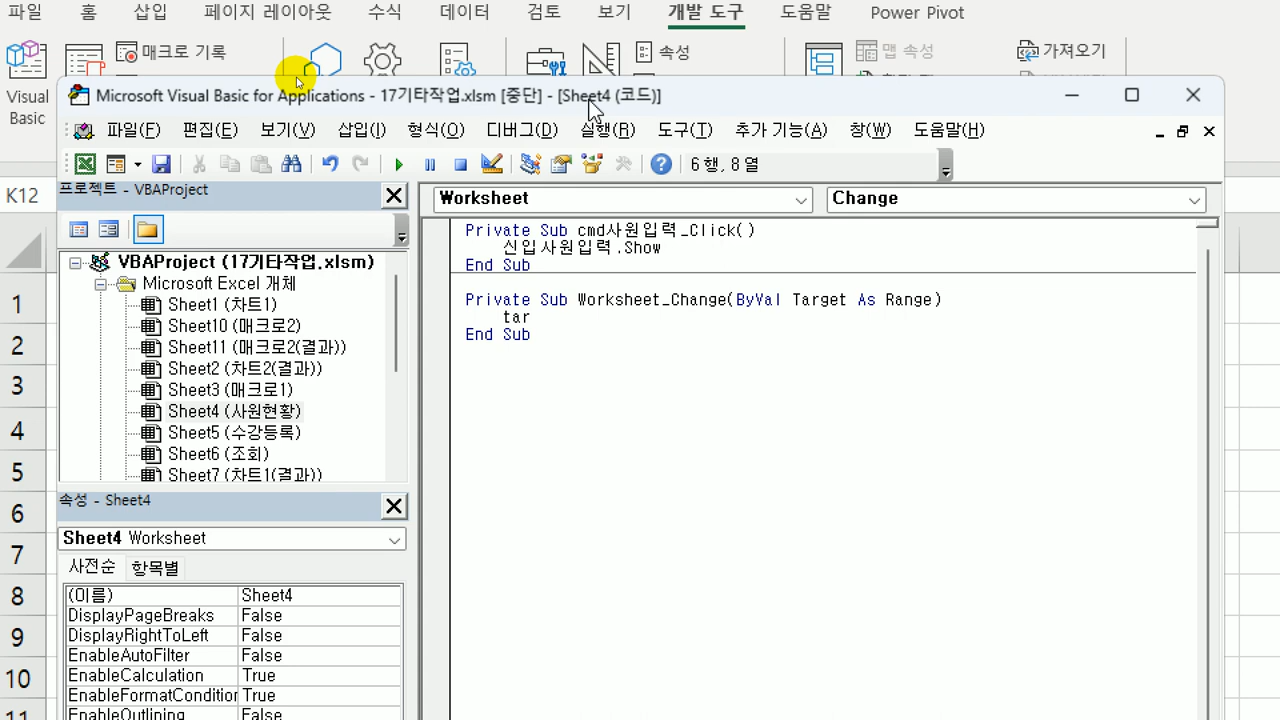 파일 홈 삽입 페이지 레이아웃 수식 데이터 검토 보기 개발 도구 도움말 Power Pivot
매크로 기록 속성 맵 속성 가져오기
Visual
Basic
Microsoft Visual Basic for Applications - 17기타작업.xlsm [중단] - [Sheet4 (코드)]
파일(F) 편집(E) 보기(V) 삽입(I) 형식(O) 디버그(D) 실행(R) 도구(T) 추가 기능(A) 창(W) 도움말(H)
6 행, 8 열
K12
프로젝트 - VBAProject
Worksheet
Change
VBAProject (17기타작업.xlsm)
Microsoft Excel 개체
Sheet1 (차트1)
Sheet10 (매크로2)
Sheet11 (매크로2(결과))
Sheet2 (차트2(결과))
Sheet3 (매크로1)
Sheet4 (사원현황)
Sheet5 (수강등록)
Sheet6 (조회)
Sheet7 (차트1(결과))
Private Sub cmd사원입력_Click()
신입사원입력.Show
End Sub
Private Sub Worksheet_Change(ByVal Target As Range)
tar
End Sub
속성 - Sheet4
Sheet4 Worksheet
사전순 항목별
(이름) Sheet4
DisplayPageBreaks False
DisplayRightToLeft False
EnableAutoFilter False
EnableCalculation True
EnableFormatCondition True
EnableOutlining False
1
2
3
4
5
6
7
8
9
10
11